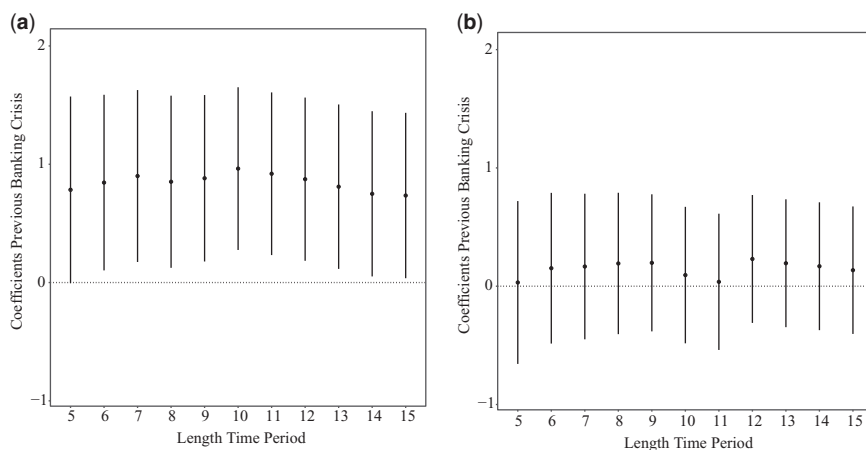 (a)
2
1
0
−1
Coefficients Previous Banking Crisis
5 6 7 8 9 10 11 12 13 14 15
Length Time Period
(b)
2
1
0
−1
Coefficients Previous Banking Crisis
5 6 7 8 9 10 11 12 13 14 15
Length Time Period